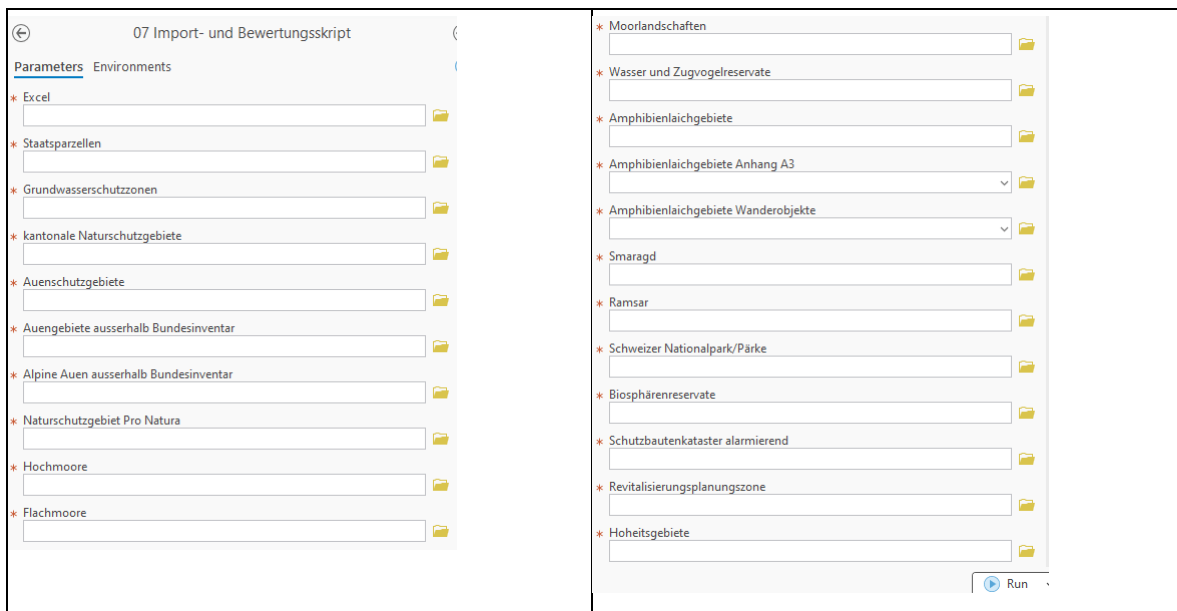 07 Import- und Bewertungsskript
Parameters Environments
* Excel
* Staatsparzellen
* Grundwasserschutzzonen
* kantonale Naturschutzgebiete
* Auenschutzgebiete
* Auengebiete ausserhalb Bundesinventar
* Alpine Auen ausserhalb Bundesinventar
* Naturschutzgebiet Pro Natura
* Hochmoore
* Flachmoore
* Moorlandschaften
* Wasser und Zugvogelreservate
* Amphibienlaichgebiete
* Amphibienlaichgebiete Anhang A3
* Amphibienlaichgebiete Wanderobjekte
* Smaragd
* Ramsar
* Schweizer Nationalpark/Pärke
* Biosphärenreservate
* Schutzbautenkataster alarmierend
* Revitalisierungsplanungszone
* Hoheitsgebiete
Run